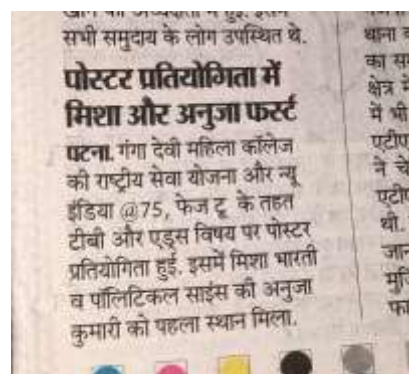 सभी समुदाय के लोग उपस्थित थे.
पोस्टर प्रतियोगिता में
मिशा और अनुजा फर्स्ट
पटना. गंगा देवी महिला कॉलेज
की राष्ट्रीय सेवा योजना और न्यू
इंडिया @75, फेज टू के तहत
टीबी और एड्स विषय पर पोस्टर
प्रतियोगिता हुई. इसमें मिशा भारती
व पॉलिटिकल साइंस की अनुजा
कुमारी को पहला स्थान मिला.
थाना
का
क्षेत्र
में भी
एटीए
ने
थी.